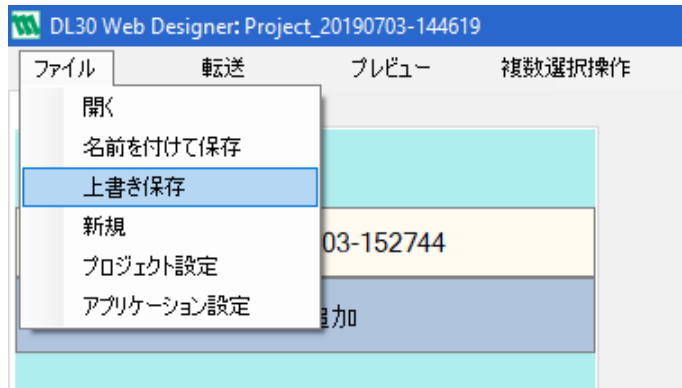 DL30 Web Designer: Project_20190703-144619
ファイル 転送 プレビュー 複数選択操作
開く
名前を付けて保存
上書き保存
新規
03-152744
プロジェクト設定
アプリケーション設定
追加